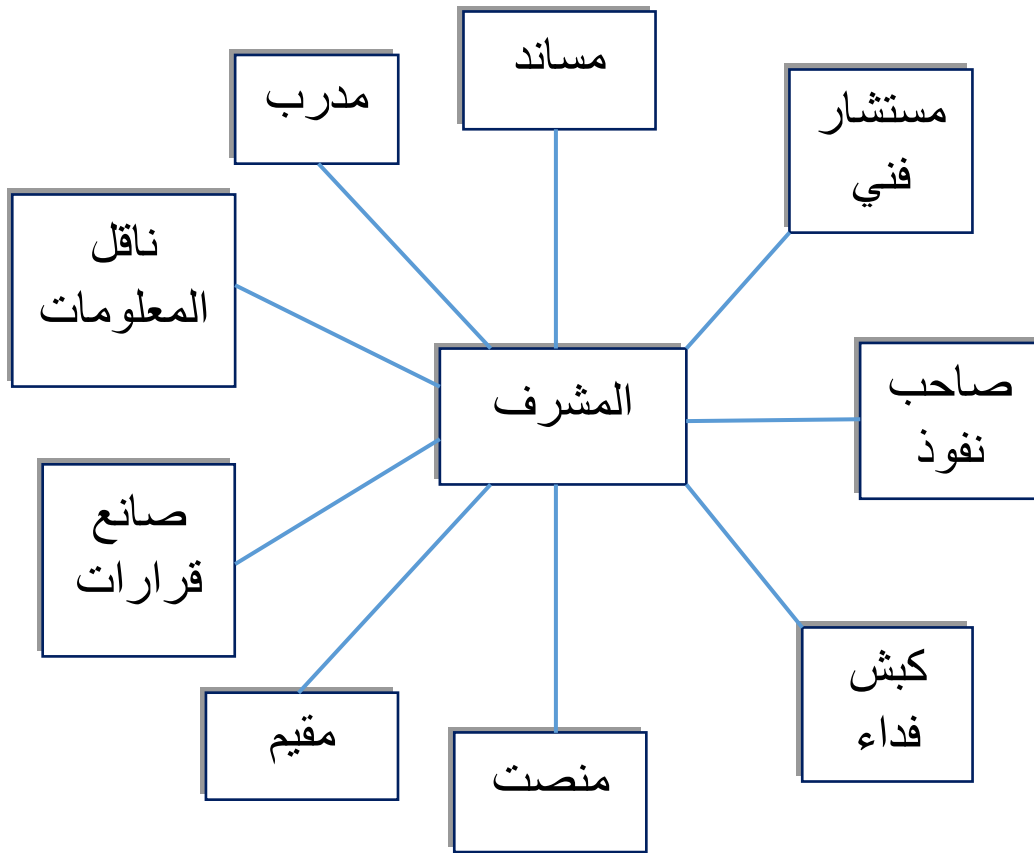 مساند
مدرب
مستشار
فني
ناقل
المعلومات
المشرف
صاحب
نفوذ
صانع
قرارات
كبش
فداء
مقيم
منصت